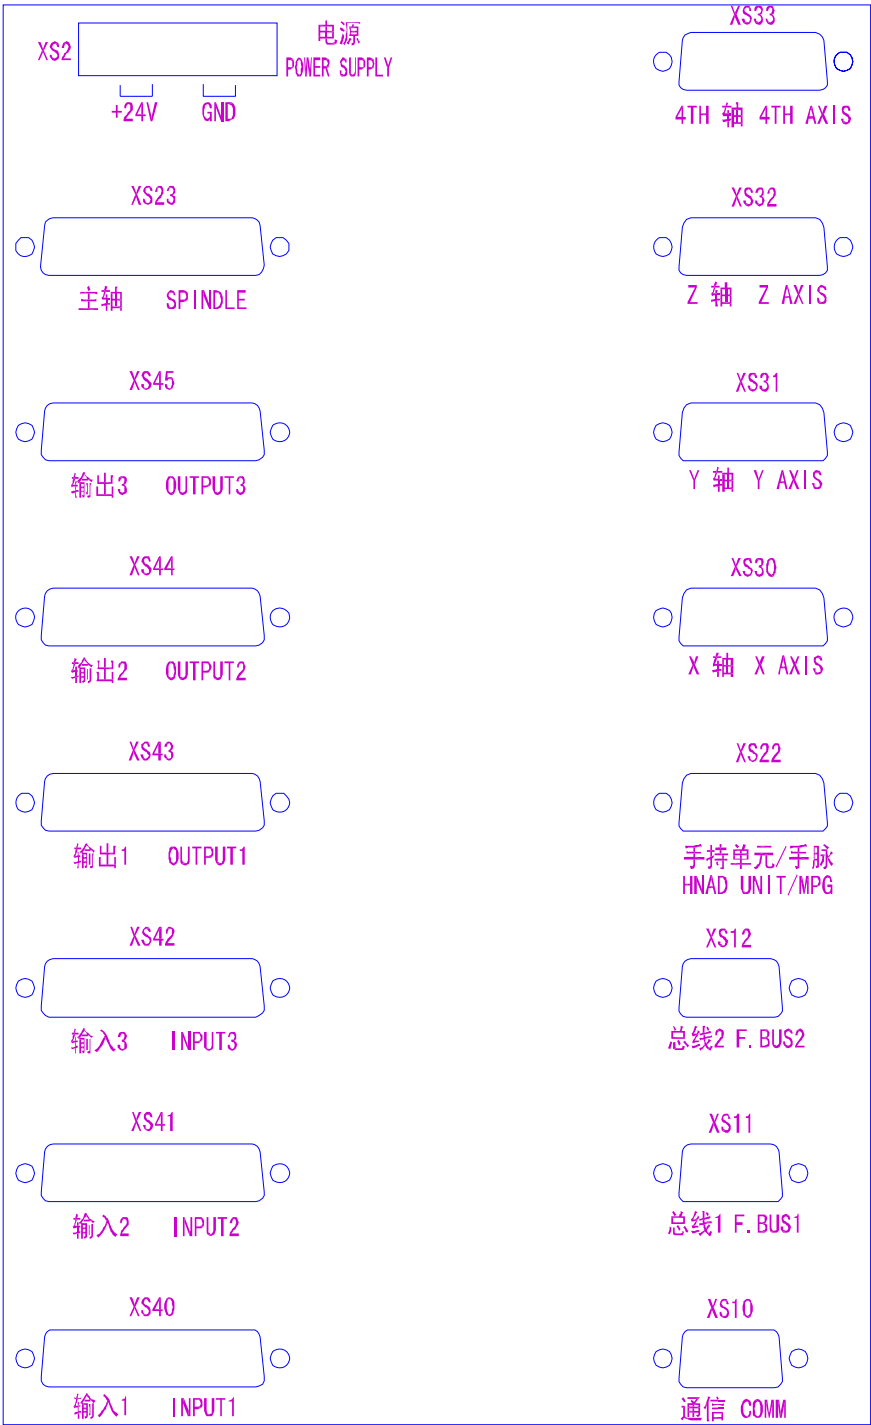 XS2
电源
POWER SUPPLY
+24V GND
XS23
主轴 SPINDLE
XS45
输出3 OUTPUT3
XS44
输出2 OUTPUT2
XS43
输出1 OUTPUT1
XS42
输入3 INPUT3
XS41
输入2 INPUT2
XS40
输入1 INPUT1
XS33
4TH 轴 4TH AXIS
XS32
Z 轴 Z AXIS
XS31
Y 轴 Y AXIS
XS30
X 轴 X AXIS
XS22
手持单元/手脉
HNAD UNIT/MPG
XS12
总线2 F.BUS2
XS11
总线1 F.BUS1
XS10
通信 COMM